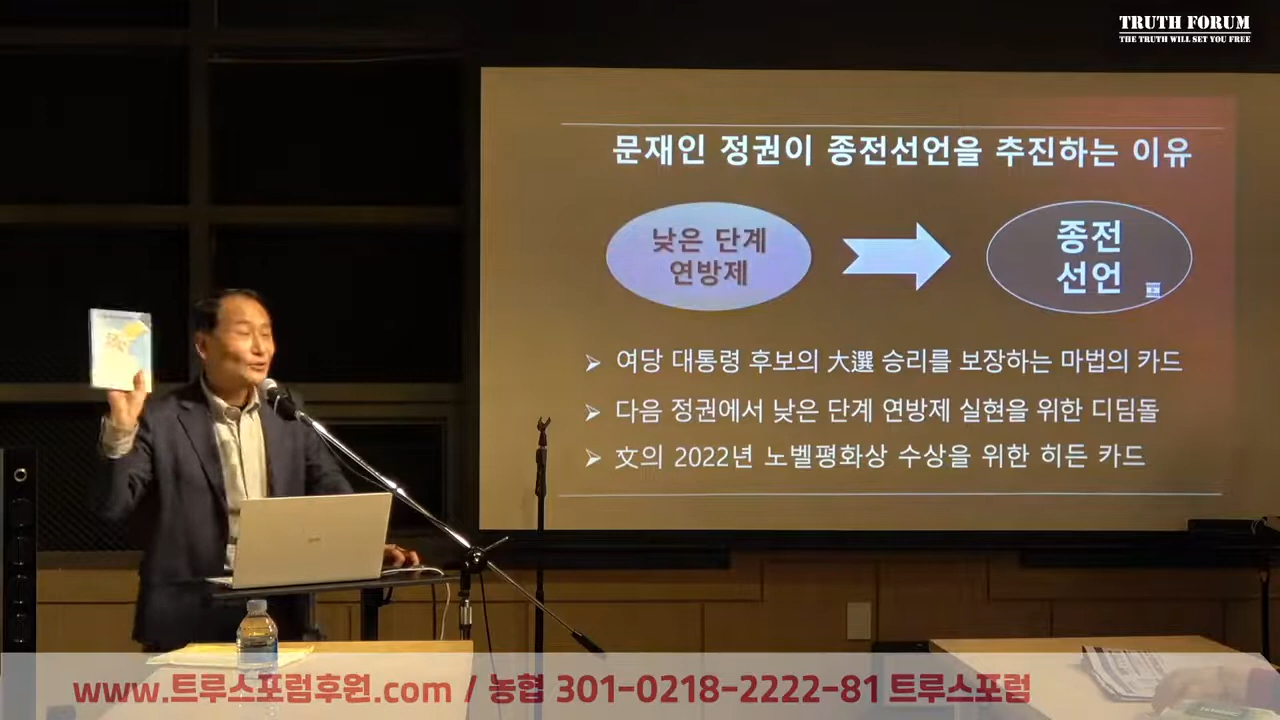 TRUTH FORUM
THE TRUTH WILL SET YOU FREE
문재인 정권이 종전선언을 추진하는 이유
낮은 단계
연방제
종전
선언
➢ 여당 대통령 후보의 大選 승리를 보장하는 마법의 카드
➢ 다음 정권에서 낮은 단계 연방제 실현을 위한 디딤돌
➢ 文의 2022년 노벨평화상 수상을 위한 히든 카드
www.트루스포럼후원.com / 농협 301-0218-2222-81 트루스포럼